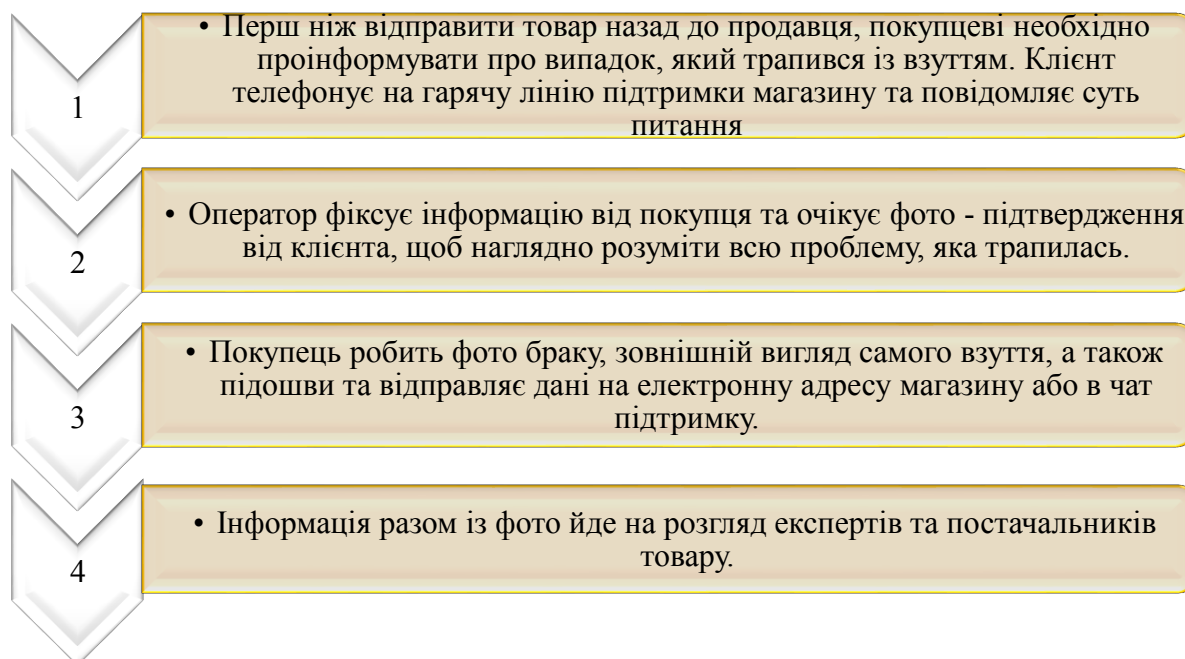 1
• Перш ніж відправити товар назад до продавця, покупцеві необхідно
проінформувати про випадок, який трапився із взуттям. Клієнт
телефонує на гарячу лінію підтримки магазину та повідомляє суть
питання
2
• Оператор фіксує інформацію від покупця та очікує фото - підтвердження
від клієнта, щоб наглядно розуміти всю проблему, яка трапилась.
3
• Покупець робить фото браку, зовнішній вигляд самого взуття, а також
підошви та відправляє дані на електронну адресу магазину або в чат
підтримку.
4
• Інформація разом із фото йде на розгляд експертів та постачальників
товару.